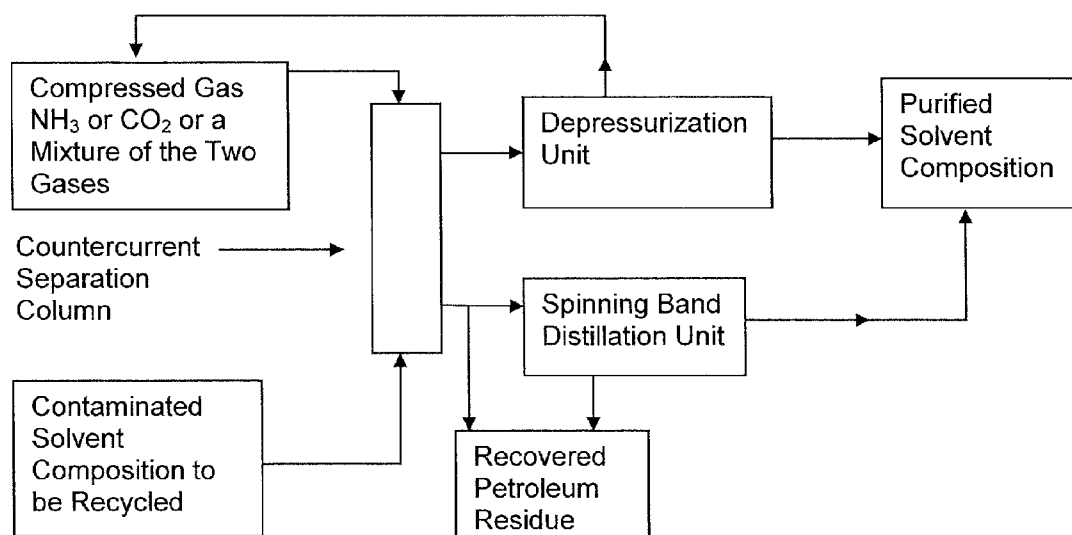 Compressed Gas
NH₃ or CO₂ or a
Mixture of the Two
Gases
Depressurization
Unit
Purified
Solvent
Composition
Countercurrent
Separation
Column
Spinning Band
Distillation Unit
Contaminated
Solvent
Composition to
be Recycled
Recovered
Petroleum
Residue